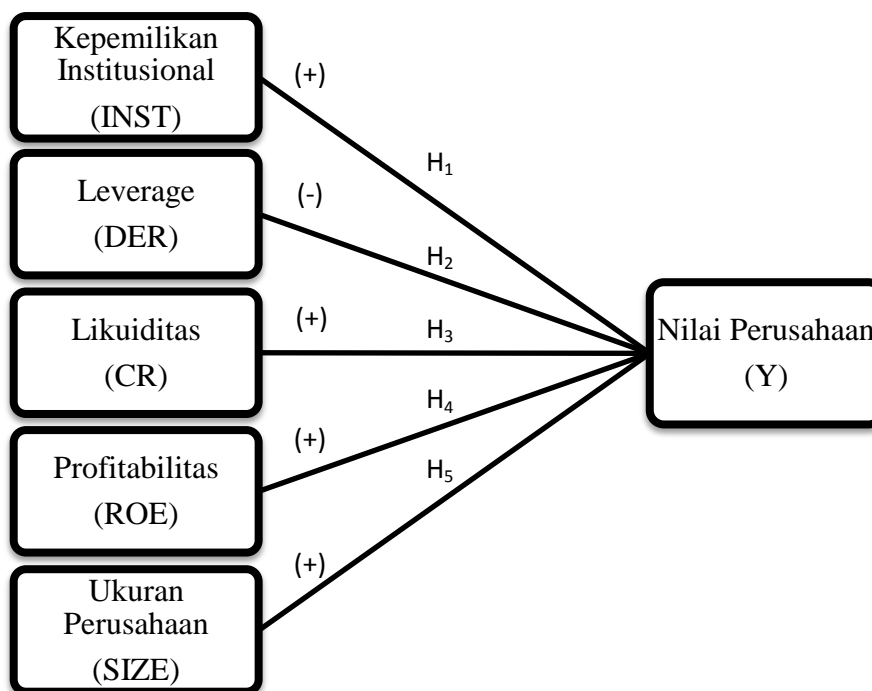 Kepemilikan
Institusional
(INST)
(+)
H₁
Leverage
(DER)
(-)
H₂
Likuiditas
(CR)
(+)
H₃
Nilai Perusahaan
(Y)
Profitabilitas
(ROE)
(+)
H₄
Ukuran
Perusahaan
(SIZE)
(+)
H₅